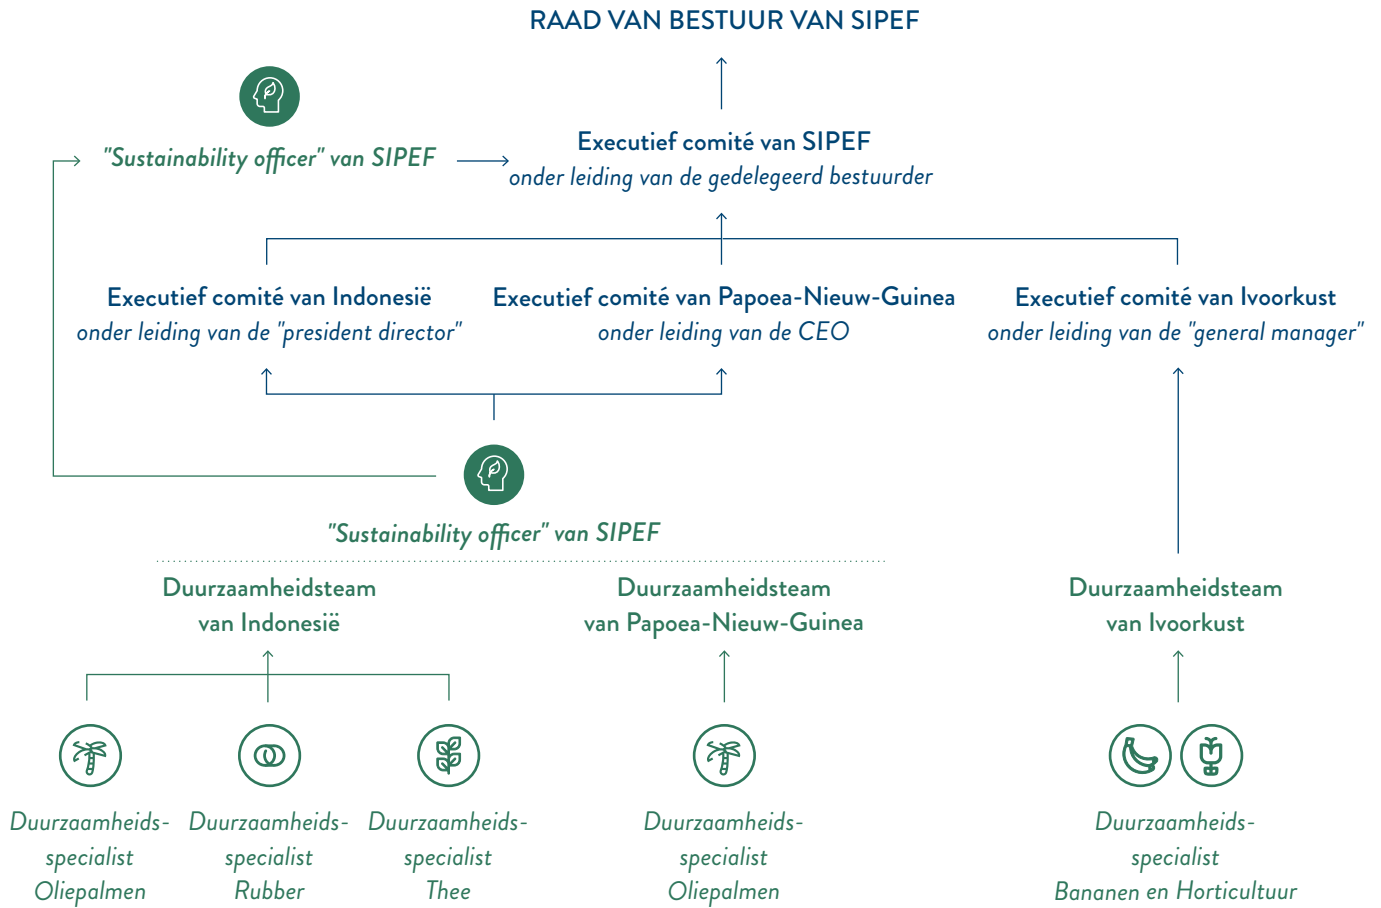 RAAD VAN BESTUUR VAN SIPEF
"Sustainability officer" van SIPEF
Executief comité van SIPEF
onder leiding van de gedelegeerd bestuurder
Executief comité van Indonesië
onder leiding van de "president director"
Executief comité van Papoea-Nieuw-Guinea
onder leiding van de CEO
Executief comité van Ivoorkust
onder leiding van de "general manager"
"Sustainability officer" van SIPEF
Duurzaamheidsteam
van Indonesië
Duurzaamheidsteam
van Papoea-Nieuw-Guinea
Duurzaamheidsteam
van Ivoorkust
Duurzaamheids-
specialist
Oliepalmen
Duurzaamheids-
specialist
Rubber
Duurzaamheids-
specialist
Thee
Duurzaamheids-
specialist
Oliepalmen
Duurzaamheids-
specialist
Bananen en Horticultuur